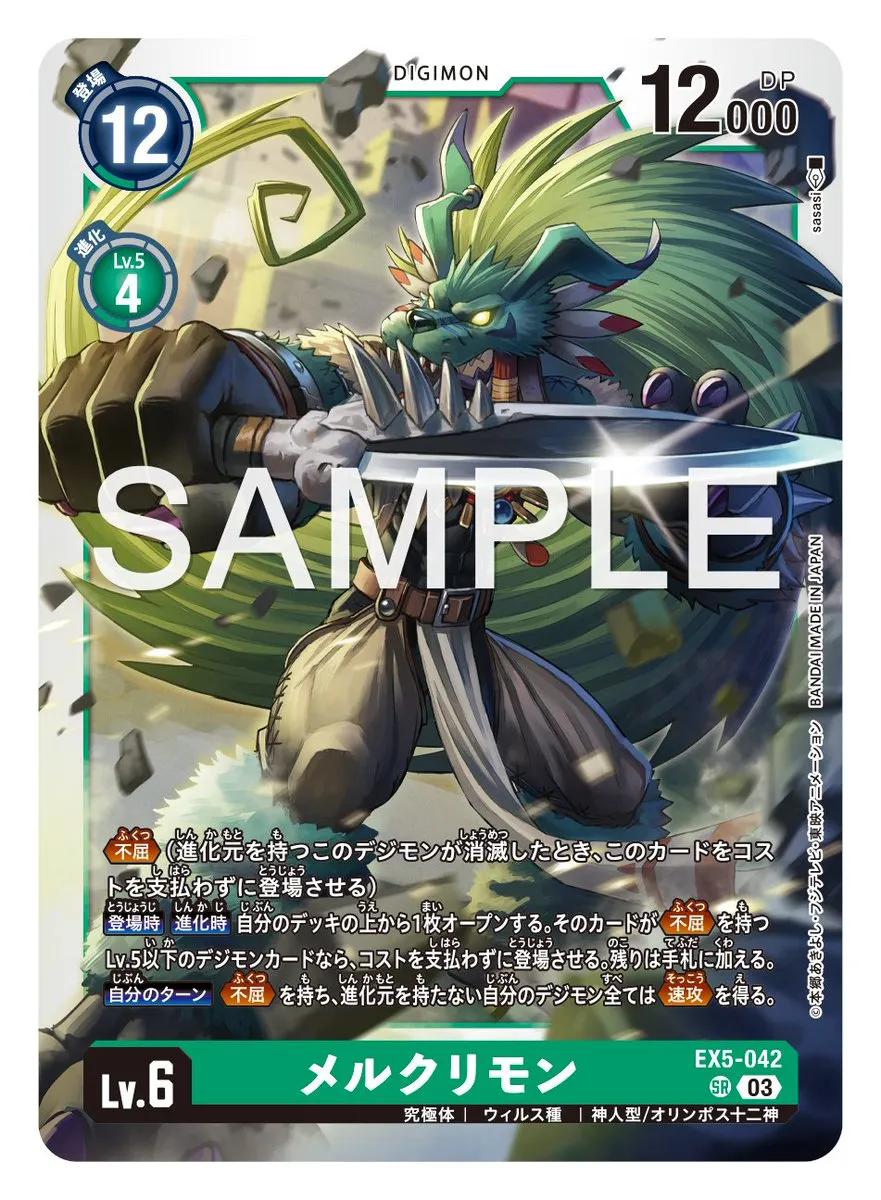 DIGIMON
登場
12
DP
12000
進化
Lv.5
4
sasasi
SAMPLE
BANDAI MADE IN JAPAN
©本郷あきよし・フジテレビ・東映アニメーション
不屈 (進化元を持つこのデジモンが消滅したとき、このカードをコス
トを支払わずに登場させる)
登場時 進化時 自分のデッキの上から1枚オープンする。そのカードが 不屈 を持つ
Lv.5以下のデジモンカードなら、コストを支払わずに登場させる。残りは手札に加える。
自分のターン 不屈 を持ち、進化元を持たない自分のデジモン全ては 速攻 を得る。
Lv.6
メルクリモン
EX5-042
SR 03
究極体 | ウィルス種 | 神人型/オリンポス十二神